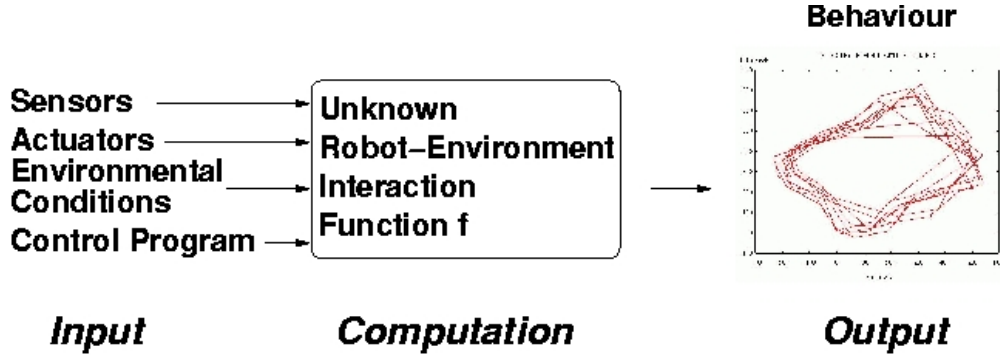 Behaviour
Sensors
Actuators
Environmental
Conditions
Control Program
Unknown
Robot-Environment
Interaction
Function f
Input
Computation
Output